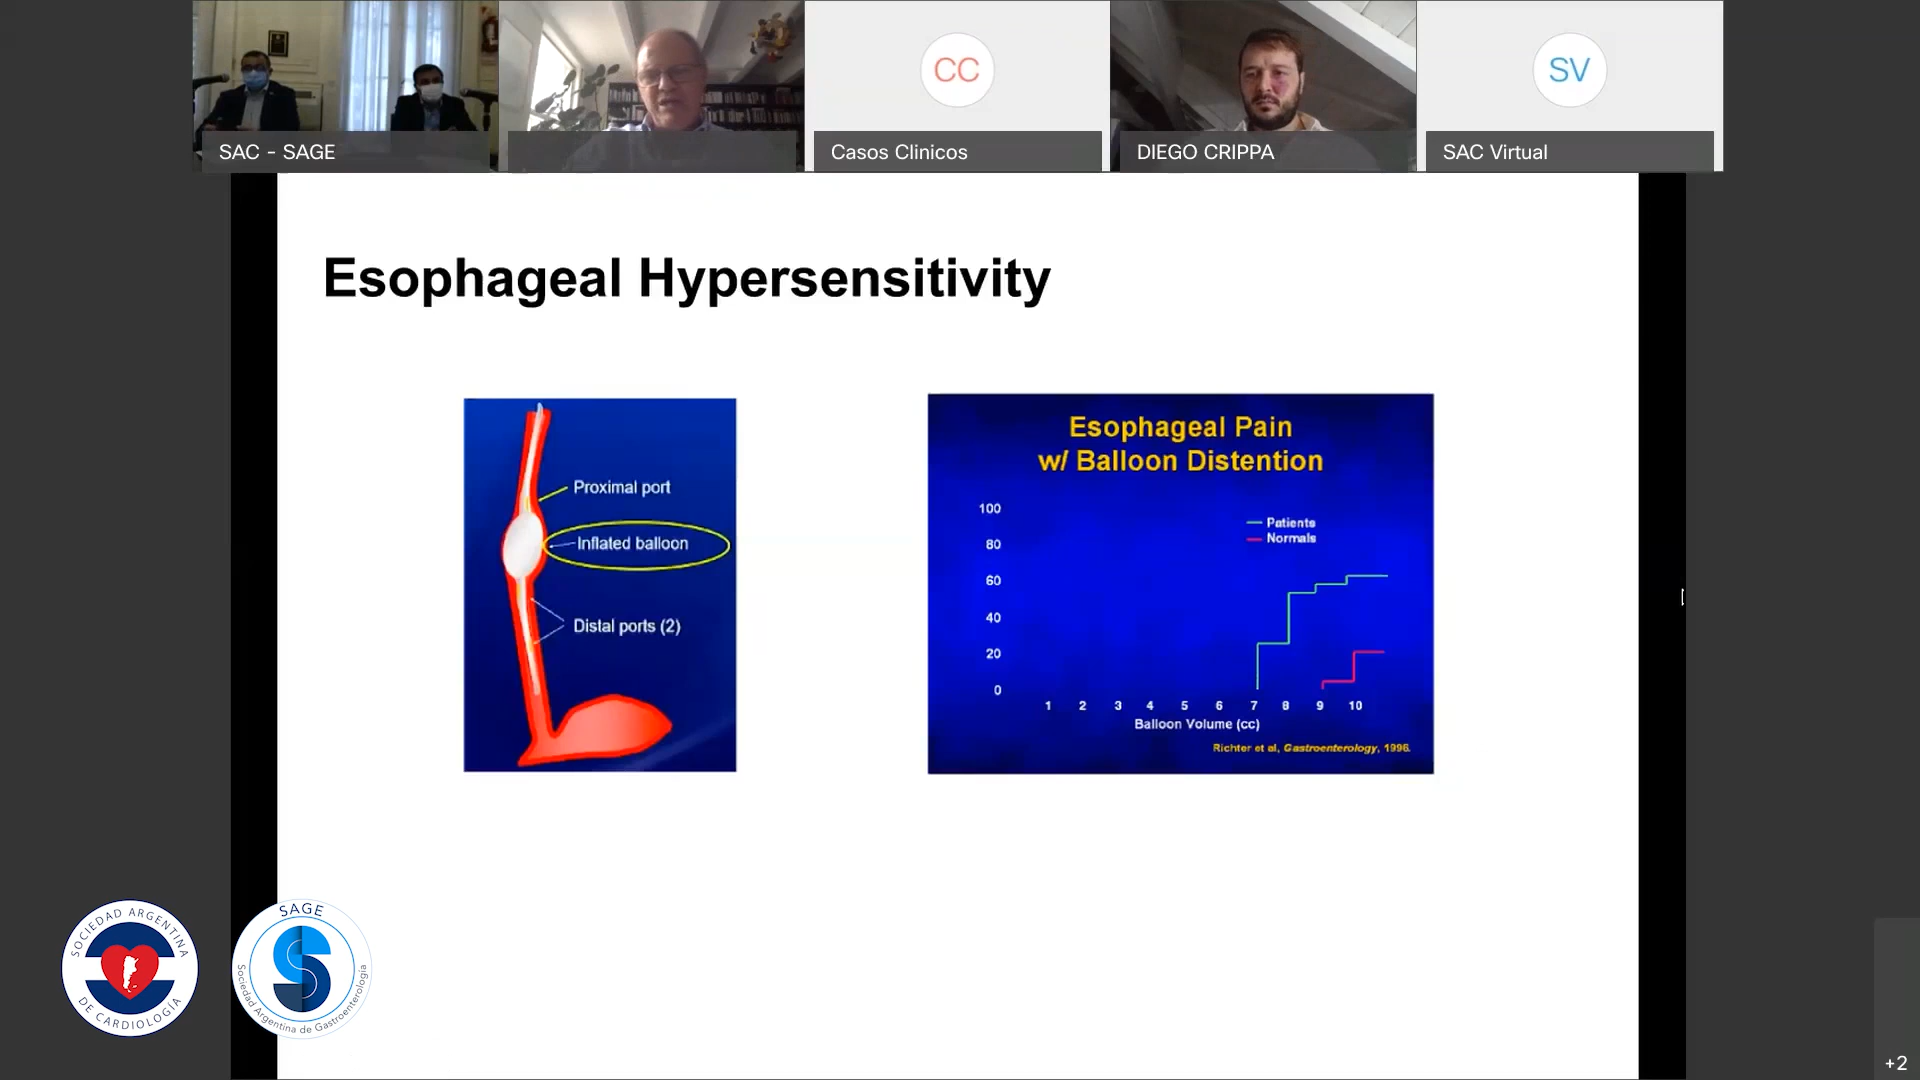 SAC - SAGE
CC
Casos Clinicos
DIEGO CRIPPA
SV
SAC Virtual
Esophageal Hypersensitivity
Proximal port
Inflated balloon
Distal ports (2)
Esophageal Pain
w/ Balloon Distention
100
80
60
40
20
0
Patients
Normals
1 2 3 4 5 6 7 8 9 10
Balloon Volume (cc)
Richter et al, Gastroenterology, 1996.
SOCIEDAD ARGENTINA
DE CARDIOLOGÍA
SAGE
Sociedad Argentina de Gastroenterología
+2